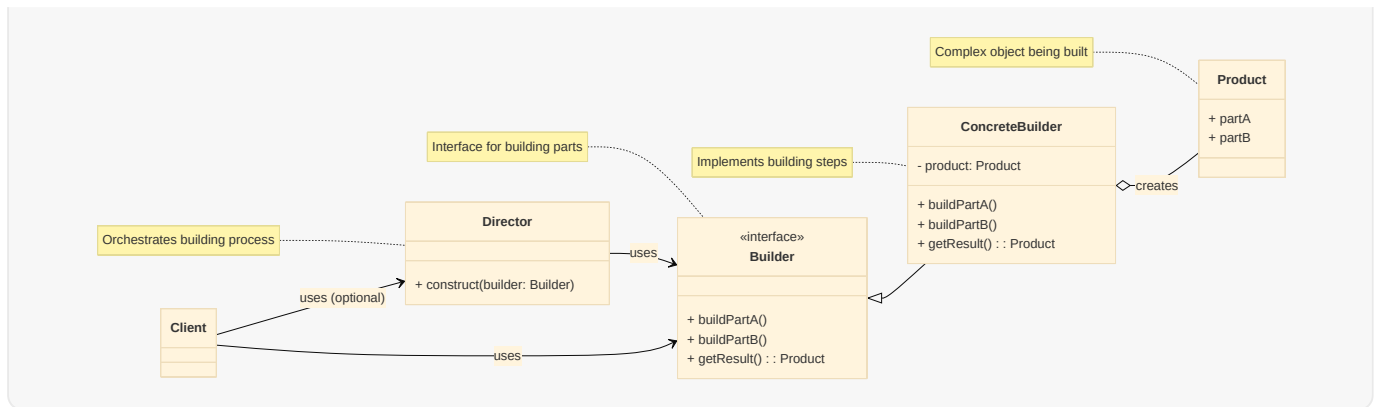 Complex object being built
Product
+ partA
+ partB
ConcreteBuilder
- product: Product
+ buildPartA()
+ buildPartB()
+ getResult() : : Product
creates
Interface for building parts
Implements building steps
Director
+ construct(builder: Builder)
Orchestrates building process
uses
«interface»
Builder
+ buildPartA()
+ buildPartB()
+ getResult() : : Product
uses (optional)
Client
uses